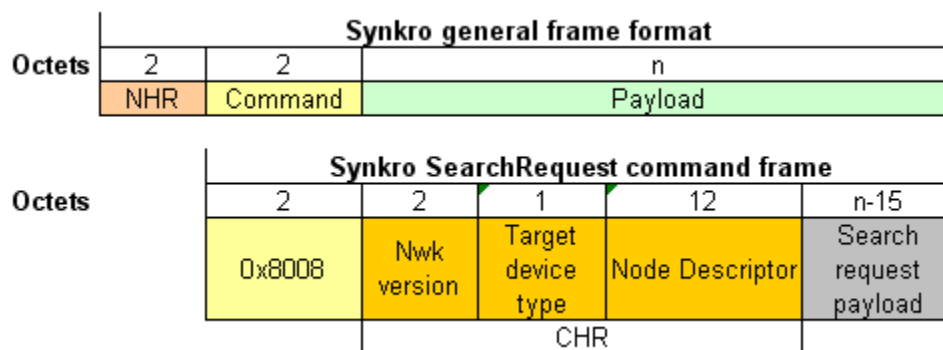 Synkro general frame format
Octets 2 2 n
NHR Command Payload
Synkro SearchRequest command frame
Octets 2 2 1 12 n-15
0x8008 Nwk version Target device type Node Descriptor Search request payload
CHR